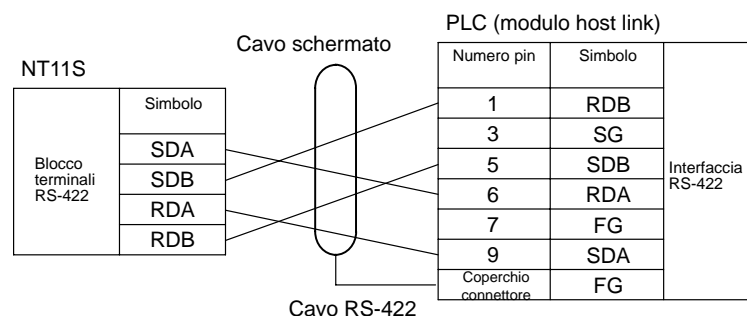 PLC (modulo host link)
Cavo schermato
NT11S
Numero pin Simbolo
Simbolo
1 RDB
3 SG
5 SDB
6 RDA
7 FG
9 SDA
Coperchio
connettore
FG
Interfaccia
RS-422
Blocco
terminali
RS-422
SDA
SDB
RDA
RDB
Cavo RS-422